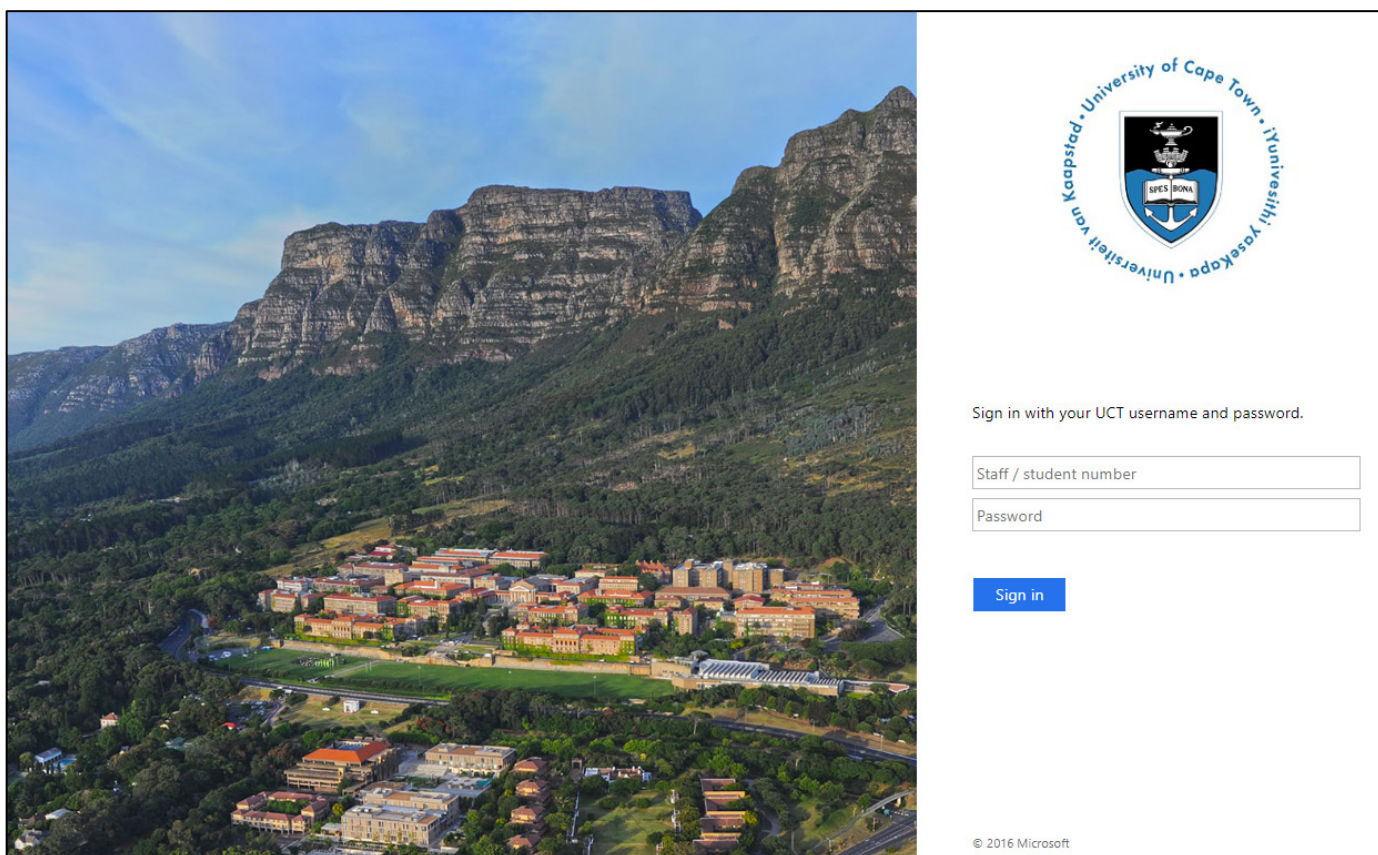 University of Cape Town • iYunivesithi yaseKapa • Universiteit van Kaapstad •
SPES BONA
Sign in with your UCT username and password.
Staff / student number
Password
Sign in
© 2016 Microsoft